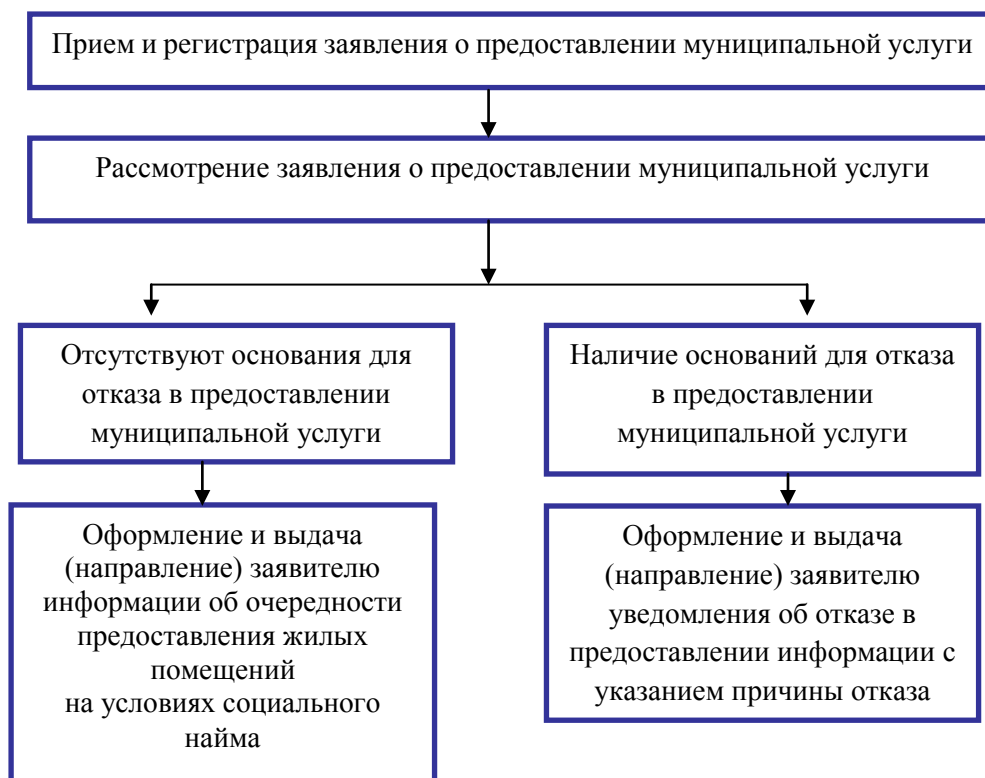 Прием и регистрация заявления о предоставлении муниципальной услуги
Рассмотрение заявления о предоставлении муниципальной услуги
Отсутствуют основания для
отказа в предоставлении
муниципальной услуги
Наличие оснований для отказа
в предоставлении
муниципальной услуги
Оформление и выдача
(направление) заявителю
информации об очередности
предоставления жилых
помещений
на условиях социального
найма
Оформление и выдача
(направление) заявителю
уведомления об отказе в
предоставлении информации с
указанием причины отказа